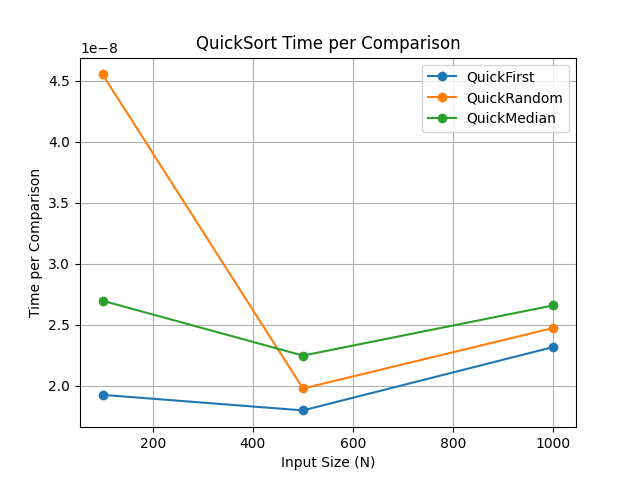 QuickSort Time per Comparison
1e−8
4.5
4.0
3.5
3.0
2.5
2.0
Time per Comparison
QuickFirst
QuickRandom
QuickMedian
200
400
600
800
1000
Input Size (N)